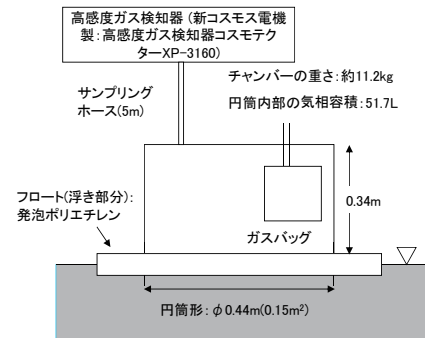 高感度ガス検知器 (新コスモス電機
製:高感度ガス検知器コスモテク
ターXP-3160)
チャンバーの重さ:約11.2kg
サンプリング
ホース(5m)
円筒内部の気相容積:51.7L
フロート(浮き部分):
発泡ポリエチレン
0.34m
ガスバッグ
円筒形:φ0.44m(0.15m²)